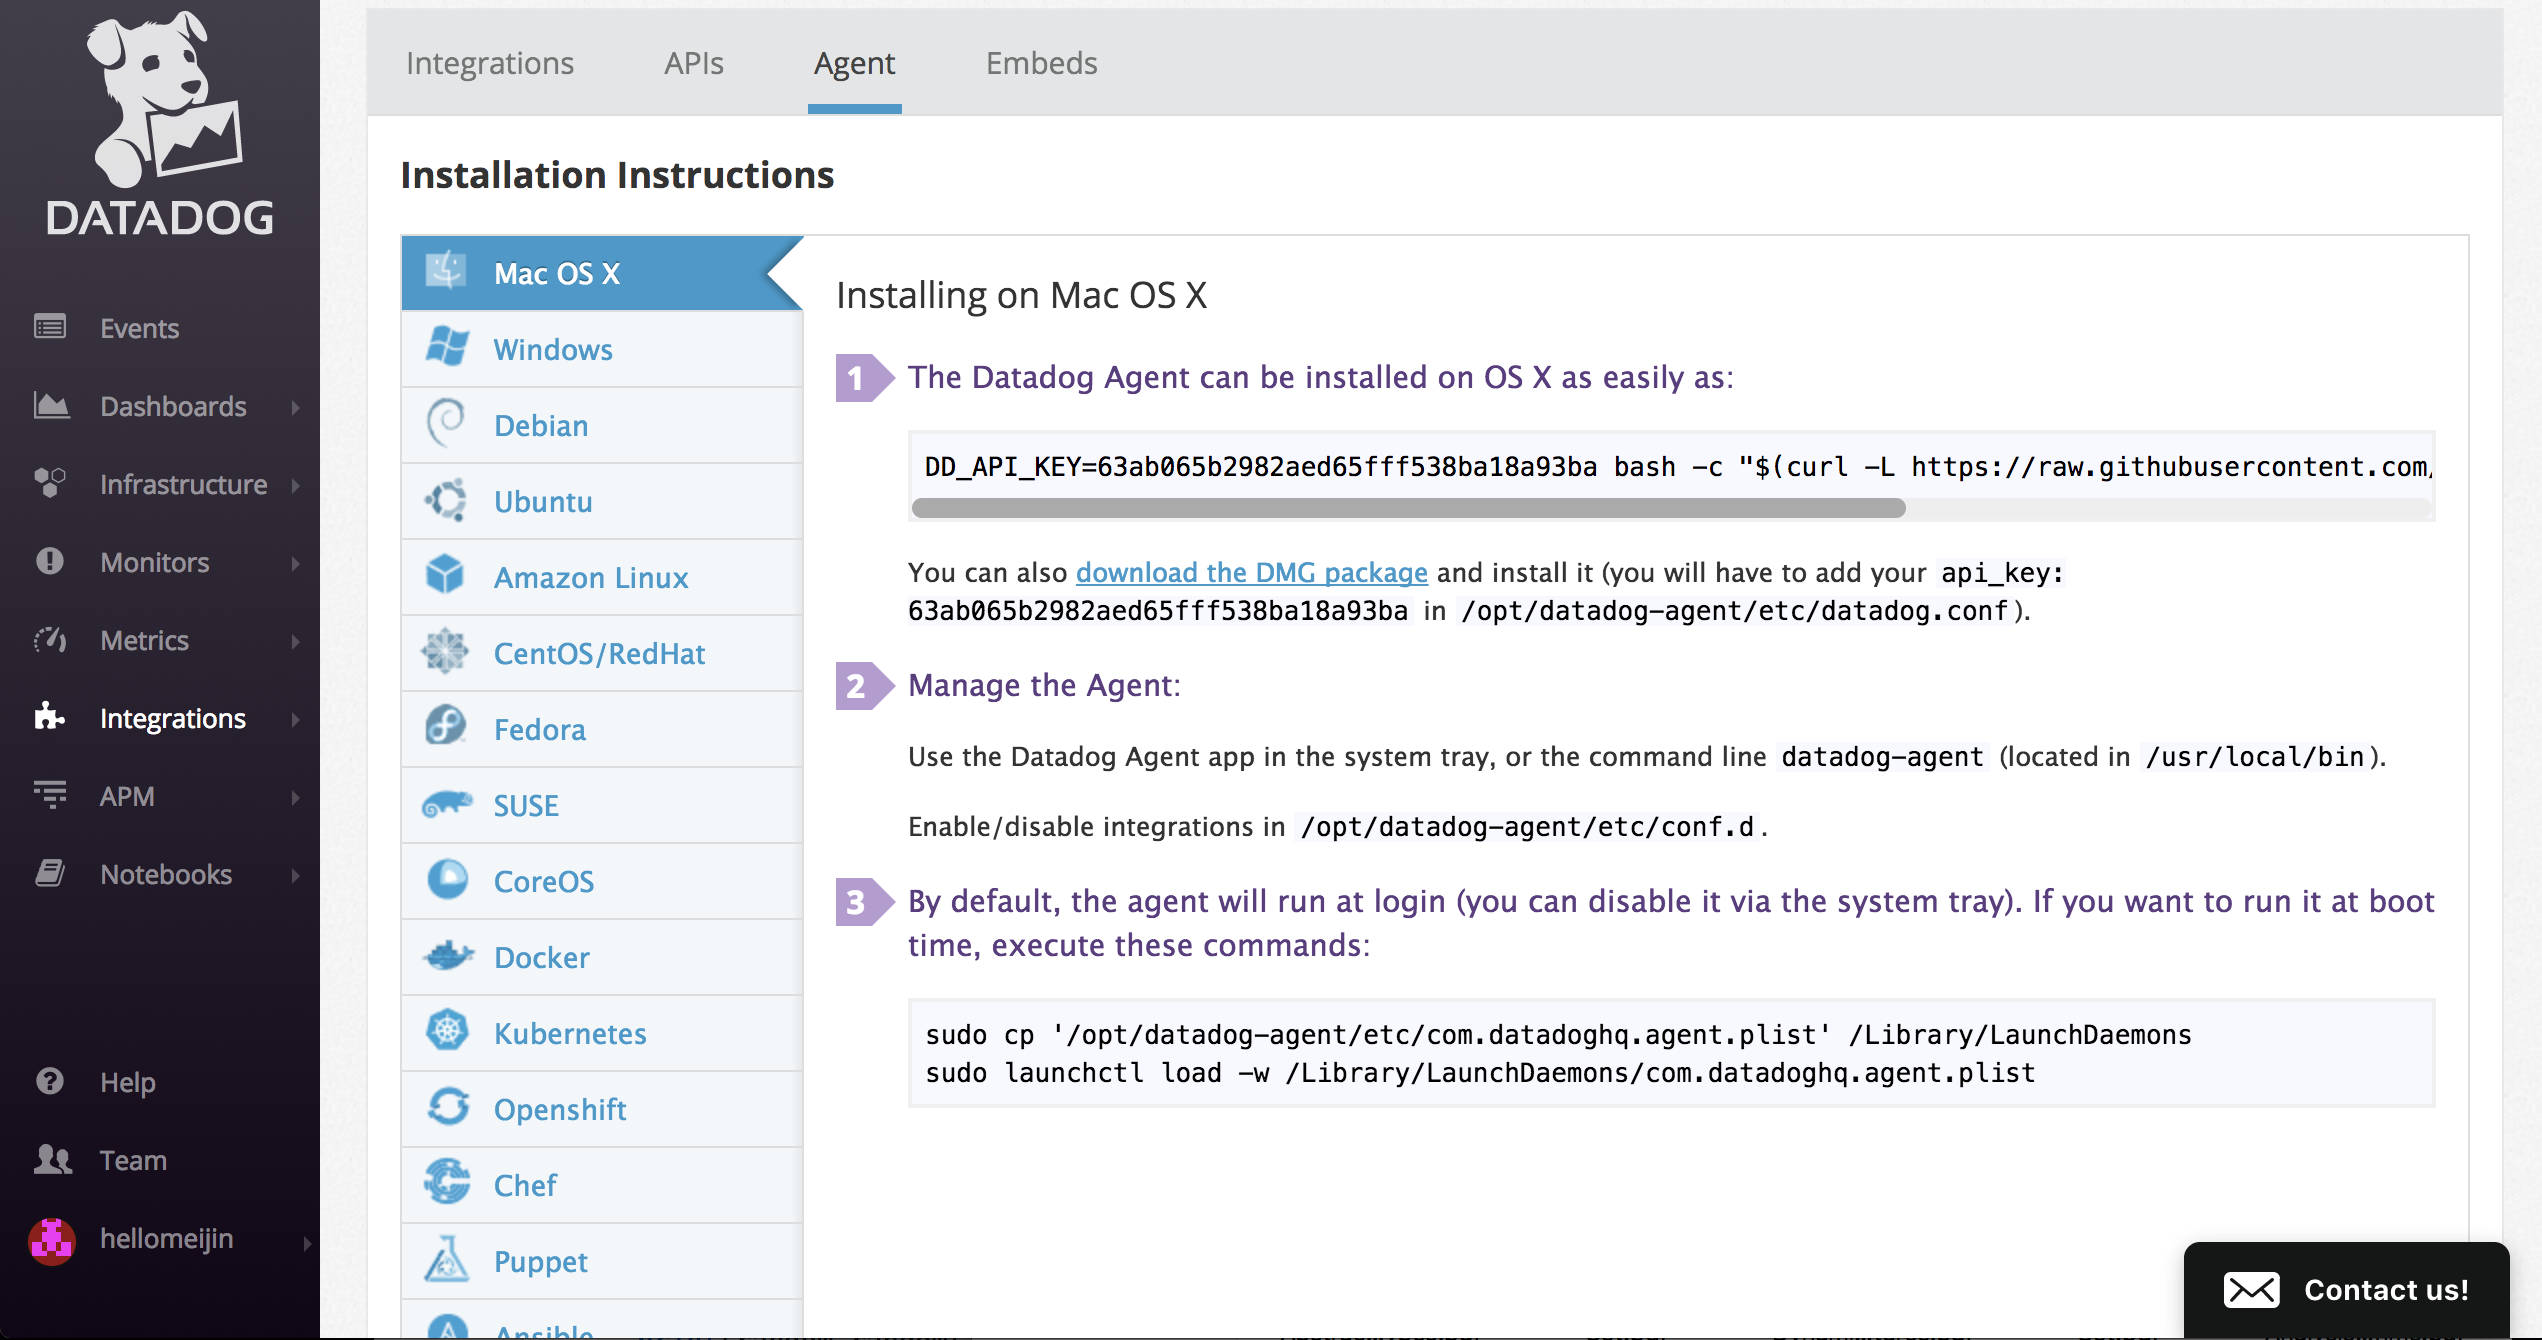 DATADOG
Events
Dashboards
Infrastructure
Monitors
Metrics
Integrations
APM
Notebooks
Help
Team
hellomeijin
Integrations APIs Agent Embeds
Installation Instructions
Mac OS X
Windows
Debian
Ubuntu
Amazon Linux
CentOS/RedHat
Fedora
SUSE
CoreOS
Docker
Kubernetes
Openshift
Chef
Puppet
Ansible
Installing on Mac OS X
1 The Datadog Agent can be installed on OS X as easily as:
DD_API_KEY=63ab065b2982aed65fff538ba18a93ba bash -c "$(curl -L https://raw.githubusercontent.com/
You can also download the DMG package and install it (you will have to add your api_key:
63ab065b2982aed65fff538ba18a93ba in /opt/datadog-agent/etc/datadog.conf).
2 Manage the Agent:
Use the Datadog Agent app in the system tray, or the command line datadog-agent (located in /usr/local/bin).
Enable/disable integrations in /opt/datadog-agent/etc/conf.d.
3 By default, the agent will run at login (you can disable it via the system tray). If you want to run it at boot
time, execute these commands:
sudo cp '/opt/datadog-agent/etc/com.datadoghq.agent.plist' /Library/LaunchDaemons
sudo launchctl load -w /Library/LaunchDaemons/com.datadoghq.agent.plist
Contact us!